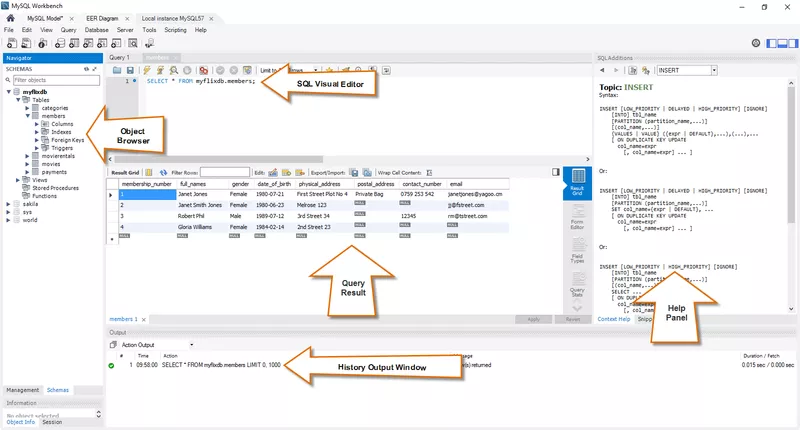 MySQL Workbench
MySQL Model* × EER Diagram × Local instance MySQL57 ×
File Edit View Query Database Server Tools Scripting Help
Navigator
SCHEMAS
Filter objects
myflixdb
Tables
categories
members
Columns
Indexes
Foreign Keys
Triggers
movierentals
movies
payments
Views
Stored Procedures
Functions
sakila
sys
world
Object
Browser
Management Schemas
Information
No object selected
Object Info Session
Query 1 members ×
Limit to rows
1 SELECT * FROM myflixdb.members;
SQL Visual Editor
Result Grid Filter Rows: Edit: Export/Import: Wrap Cell Content:
membership_number full_names gender date_of_birth physical_address postal_address contact_number email
1 Janet Jones Female 1980-07-21 First Street Plot No 4 Private Bag 0759 253 542 janetjones@yagoo.cm
2 Janet Smith Jones Female 1980-06-23 Melrose 123 NULL NULL jj@fstreet.com
3 Robert Phil Male 1989-07-12 3rd Street 34 NULL 12345 rm@tstreet.com
4 Gloria Williams Female 1984-02-14 2nd Street 23 NULL NULL NULL
NULL NULL NULL NULL NULL NULL NULL NULL
Result
Grid
Form
Editor
Field
Types
Query
Stats
Query
Result
members 1 × Apply Revert
Output
Action Output
# Time Action Message Duration / Fetch
1 09:58:00 SELECT * FROM myflixdb.members LIMIT 0, 1000 returned 0.015 sec / 0.000 sec
History Output Window
SQL Additions
INSERT
Topic: INSERT
Syntax:
INSERT [LOW_PRIORITY | DELAYED | HIGH_PRIORITY] [IGNORE]
[INTO] tbl_name
[PARTITION (partition_name,...)]
[(col_name,...)]
{VALUES | VALUE} ({expr | DEFAULT},...),(...),...
[ ON DUPLICATE KEY UPDATE
col_name=expr
[, col_name=expr] ... ]
Or:
INSERT [LOW_PRIORITY | DELAYED | HIGH_PRIORITY] [IGNORE]
[INTO] tbl_name
[PARTITION (partition_name,...)]
SET col_name={expr | DEFAULT}, ...
[ ON DUPLICATE KEY UPDATE
col_name=expr
[, col_name=expr] ... ]
Or:
INSERT [LOW_PRIORITY | HIGH_PRIORITY] [IGNORE]
[INTO] tbl_name
[PARTITION (partition_name,...)]
[(col_name,...)]
SELECT ...
[ ON DUPLICATE
col_name=expr
[, col_name=expr]
Help
Panel
Context Help